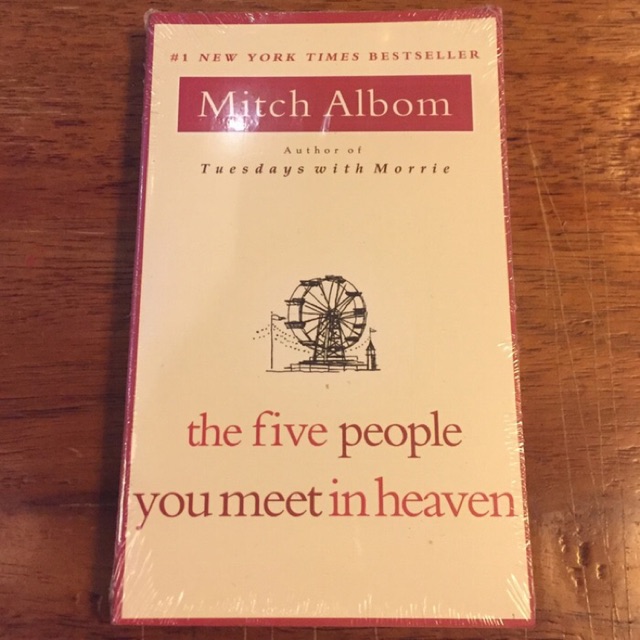 #1 NEW YORK TIMES BESTSELLER
Mitch Albom
Author of
Tuesdays with Morrie
the five people
you meet in heaven